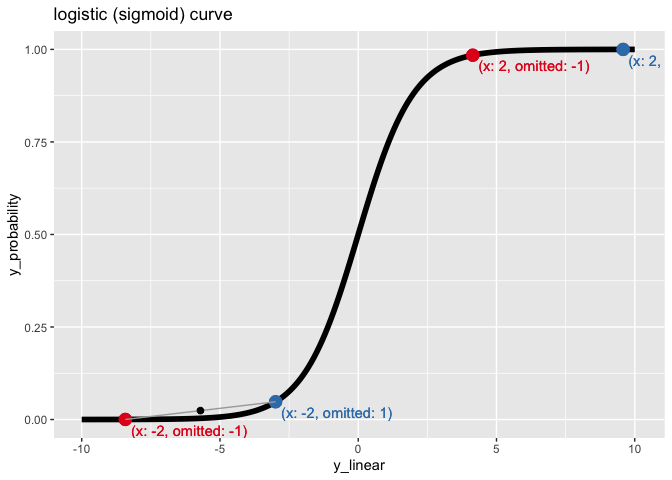 logistic (sigmoid) curve
1.00
(x: 2, omitted: -1)
(x: 2,
0.75
y_probability
0.50
0.25
(x: -2, omitted: 1)
0.00
(x: -2, omitted: -1)
-10
-5
0
5
10
y_linear